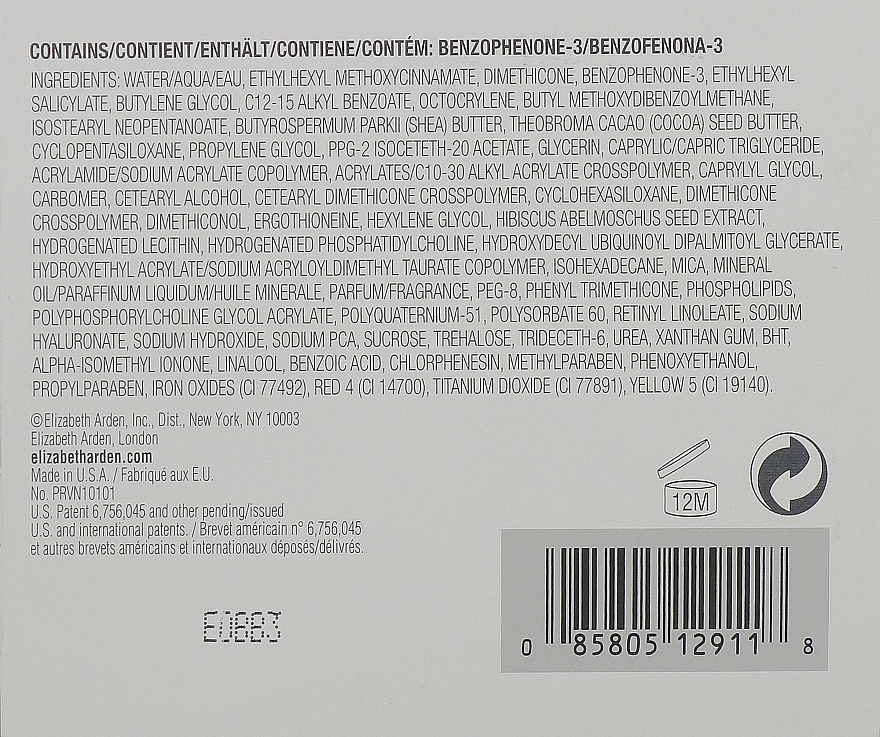 CONTAINS/CONTIENT/ENTHÄLT/CONTIENE/CONTÉM: BENZOPHENONE-3/BENZOFENONA-3
INGREDIENTS: WATER/AQUA/EAU, ETHYLHEXYL METHOXYCINNAMATE, DIMETHICONE, BENZOPHENONE-3, ETHYLHEXYL
SALICYLATE, BUTYLENE GLYCOL, C12-15 ALKYL BENZOATE, OCTOCRYLENE, BUTYL METHOXYDIBENZOYLMETHANE,
ISOSTEARYL NEOPENTANOATE, BUTYROSPERMUM PARKII (SHEA) BUTTER, THEOBROMA CACAO (COCOA) SEED BUTTER,
CYCLOPENTASILOXANE, PROPYLENE GLYCOL, PPG-2 ISOCETETH-20 ACETATE, GLYCERIN, CAPRYLIC/CAPRIC TRIGLYCERIDE,
ACRYLAMIDE/SODIUM ACRYLATE COPOLYMER, ACRYLATES/C10-30 ALKYL ACRYLATE CROSSPOLYMER, CAPRYLYL GLYCOL,
CARBOMER, CETEARYL ALCOHOL, CETEARYL DIMETHICONE CROSSPOLYMER, CYCLOHEXASILOXANE, DIMETHICONE
CROSSPOLYMER, DIMETHICONOL, ERGOTHIONEINE, HEXYLENE GLYCOL, HIBISCUS ABELMOSCHUS SEED EXTRACT,
HYDROGENATED LECITHIN, HYDROGENATED PHOSPHATIDYLCHOLINE, HYDROXYDECYL UBIQUINOYL DIPALMITOYL GLYCERATE,
HYDROXYETHYL ACRYLATE/SODIUM ACRYLOYLDIMETHYL TAURATE COPOLYMER, ISOHEXADECANE, MICA, MINERAL
OIL/PARAFFINUM LIQUIDUM/HUILE MINERALE, PARFUM/FRAGRANCE, PEG-8, PHENYL TRIMETHICONE, PHOSPHOLIPIDS,
POLYPHOSPHORYLCHOLINE GLYCOL ACRYLATE, POLYQUATERNIUM-51, POLYSORBATE 60, RETINYL LINOLEATE, SODIUM
HYALURONATE, SODIUM HYDROXIDE, SODIUM PCA, SUCROSE, TREHALOSE, TRIDECETH-6, UREA, XANTHAN GUM, BHT,
ALPHA-ISOMETHYL IONONE, LINALOOL, BENZOIC ACID, CHLORPHENESIN, METHYLPARABEN, PHENOXYETHANOL,
PROPYLPARABEN, IRON OXIDES (CI 77492), RED 4 (CI 14700), TITANIUM DIOXIDE (CI 77891), YELLOW 5 (CI 19140).
©Elizabeth Arden, Inc., Dist., New York, NY 10003
Elizabeth Arden, London
elizabetharden.com
Made in U.S.A. / Fabriqué aux E.U.
No. PRVN10101
U.S. Patent 6,756,045 and other pending/issued
U.S. and international patents. / Brevet américain n° 6,756,045
et autres brevets américains et internationaux déposés/délivrés.
12M
E0883
0 85805 12911 8